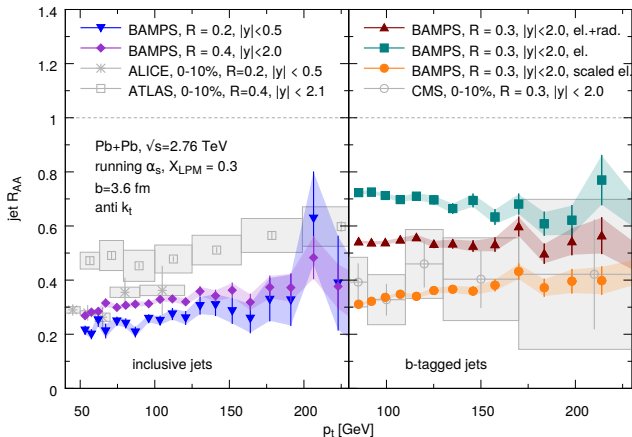 1.4
1.2
1
0.8
0.6
0.4
0.2
0
jet R_AA
BAMPS, R = 0.2, |y|<0.5
BAMPS, R = 0.4, |y|<2.0
ALICE, 0-10%, R=0.2, |y| < 0.5
ATLAS, 0-10%, R=0.4, |y| < 2.1
Pb+Pb, √s=2.76 TeV
running α_s, X_LPM = 0.3
b=3.6 fm
anti k_t
inclusive jets
BAMPS, R = 0.3, |y|<2.0, el.+rad.
BAMPS, R = 0.3, |y|<2.0, el.
BAMPS, R = 0.3, |y|<2.0, scaled el.
CMS, 0-10%, R = 0.3, |y| < 2.0
b-tagged jets
50 100 150 200 100 150 200
p_t [GeV]